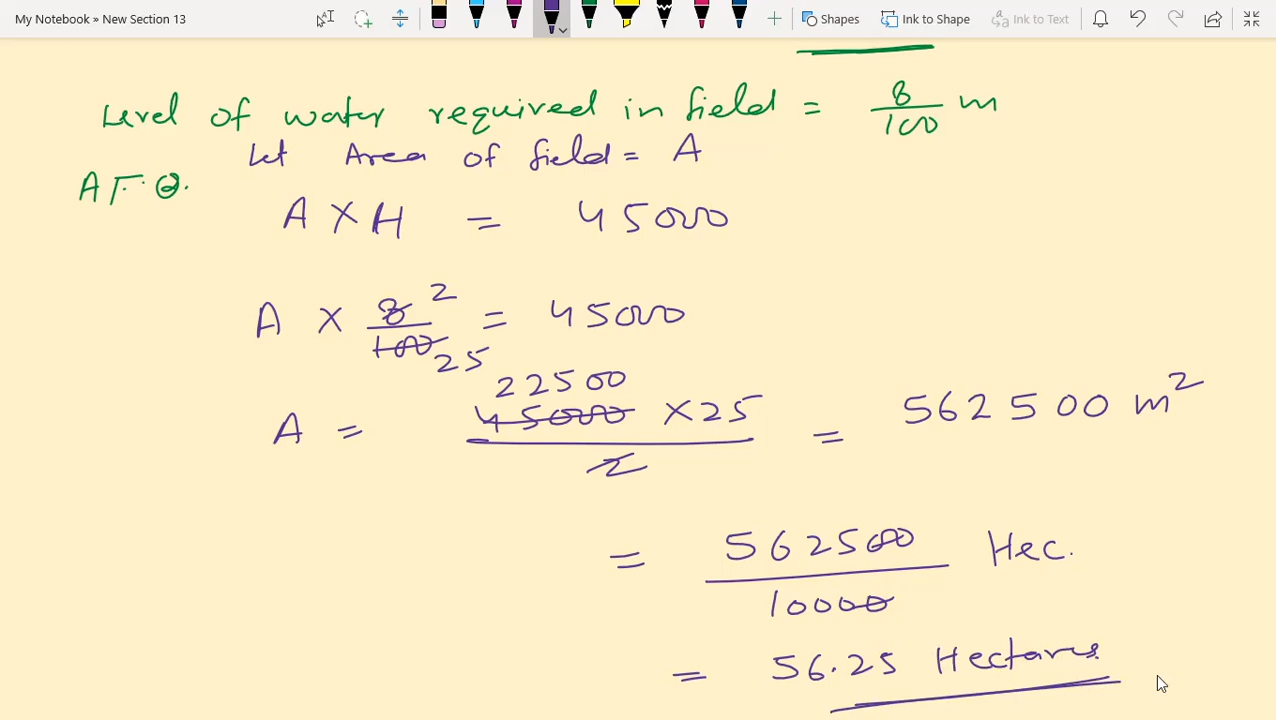 My Notebook » New Section 13
Shapes Ink to Shape Ink to Text
Level of water required in field = 8/100 m
Let Area of field = A
A.T.Q.
A × H = 45000
A × 8/100 2 25 = 45000
22500
A = 45000 × 25 / 2 = 562500 m²
= 562500/10000 Hec.
= 56.25 Hectares.